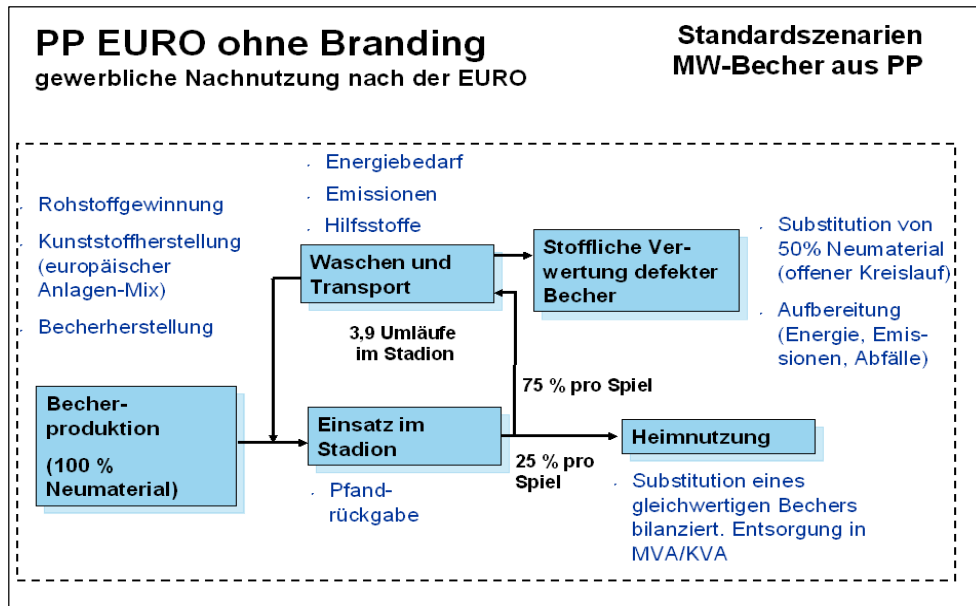 PP EURO ohne Branding
gewerbliche Nachnutzung nach der EURO
Standardszenarien
MW-Becher aus PP
Rohstoffgewinnung
Kunststoffherstellung
(europäischer
Anlagen-Mix)
Becherherstellung
Energiebedarf
Emissionen
Hilfsstoffe
Waschen und
Transport
Stoffliche Ver-
wertung defekter
Becher
Substitution von
50% Neumaterial
(offener Kreislauf)
Aufbereitung
(Energie, Emis-
sionen, Abfälle)
3,9 Umläufe
im Stadion
75 % pro Spiel
Becher-
produktion
(100 %
Neumaterial)
Einsatz im
Stadion
25 % pro
Spiel
Heimnutzung
Pfand-
rückgabe
Substitution eines
gleichwertigen Bechers
bilanziert. Entsorgung in
MVA/KVA